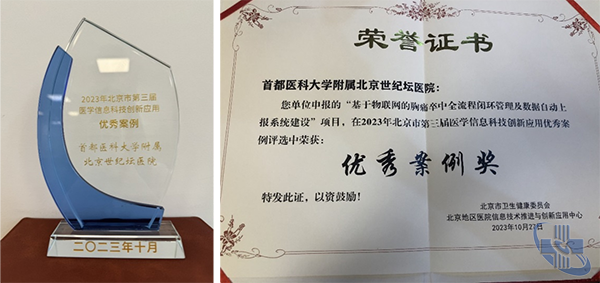 2023年北京市第三届
医学信息科技创新应用
优秀案例
首都医科大学附属
北京世纪坛医院
二〇二三年十月
荣誉证书
首都医科大学附属北京世纪坛医院：
您单位申报的“基于物联网的胸痛卒中全流程闭环管理及数据自动上
报系统建设”项目，在2023年北京市第三届医学信息科技创新应用优秀案
例评选中荣获：
优秀案例奖
特发此证，以资鼓励！
北京市卫生健康委员会
北京地区医院信息技术推进与创新应用中心
2023年10月27日